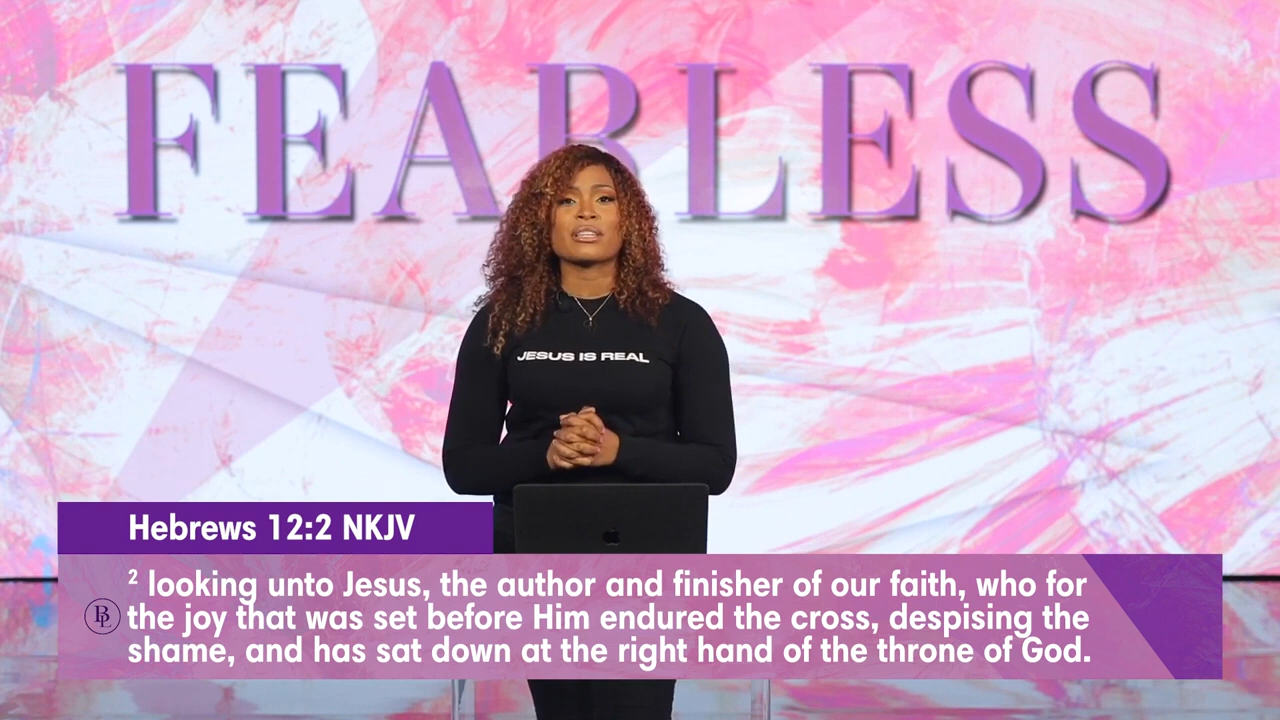 FEARLESS
JESUS IS REAL
Hebrews 12:2 NKJV
2 looking unto Jesus, the author and finisher of our faith, who for
the joy that was set before Him endured the cross, despising the
shame, and has sat down at the right hand of the throne of God.